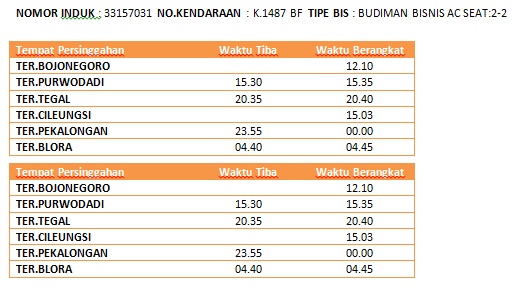 NOMOR INDUK : 33157031 NO.KENDARAAN : K.1487 BF TIPE BIS : BUDIMAN BISNIS AC SEAT:2-2
Tempat Persinggahan Waktu Tiba Waktu Berangkat
TER.BOJONEGORO 12.10
TER.PURWODADI 15.30 15.35
TER.TEGAL 20.35 20.40
TER.CILEUNGSI 15.03
TER.PEKALONGAN 23.55 00.00
TER.BLORA 04.40 04.45
Tempat Persinggahan Waktu Tiba Waktu Berangkat
TER.BOJONEGORO 12.10
TER.PURWODADI 15.30 15.35
TER.TEGAL 20.35 20.40
TER.CILEUNGSI 15.03
TER.PEKALONGAN 23.55 00.00
TER.BLORA 04.40 04.45